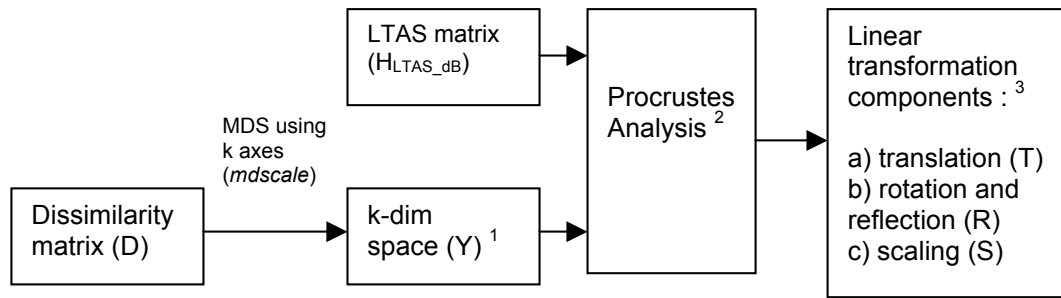 LTAS matrix
(HLTAS_dB)
MDS using
k axes
(mdscale)
Dissimilarity
matrix (D)
k-dim
space (Y) 1
Procrustes
Analysis 2
Linear
transformation
components : 3
a) translation (T)
b) rotation and
reflection (R)
c) scaling (S)